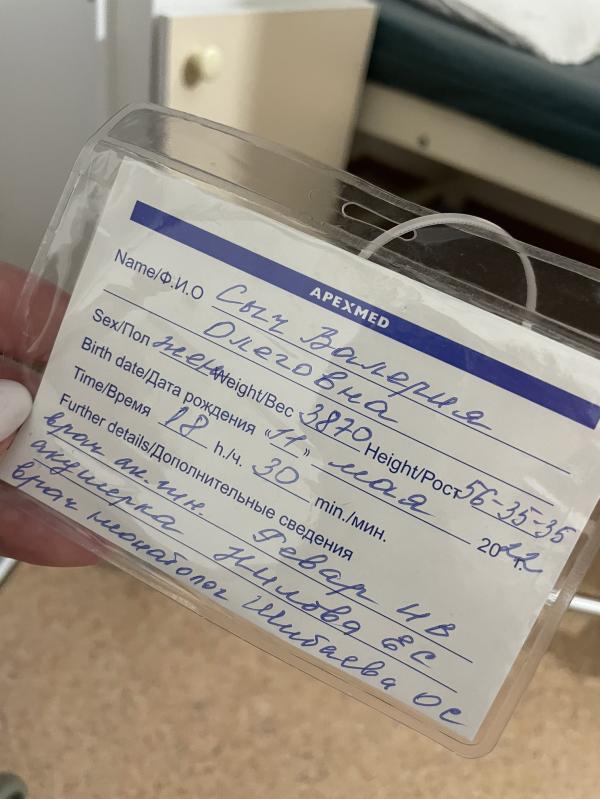 APEXMED
Name/Ф.И.О Сыч Валерия
Олеговна
Sex/Пол жен Weight/Вес 3870 Height/Рост 56-35-35
Birth date/Дата рождения "11" мая 2022 г.
Time/Время 18 h./ч. 30 min./мин.
Further details/Дополнительные сведения
врач ак. гин. Февар ИВ
акушерка Нилова ЕС
врач неонатолог Шибаева ОС